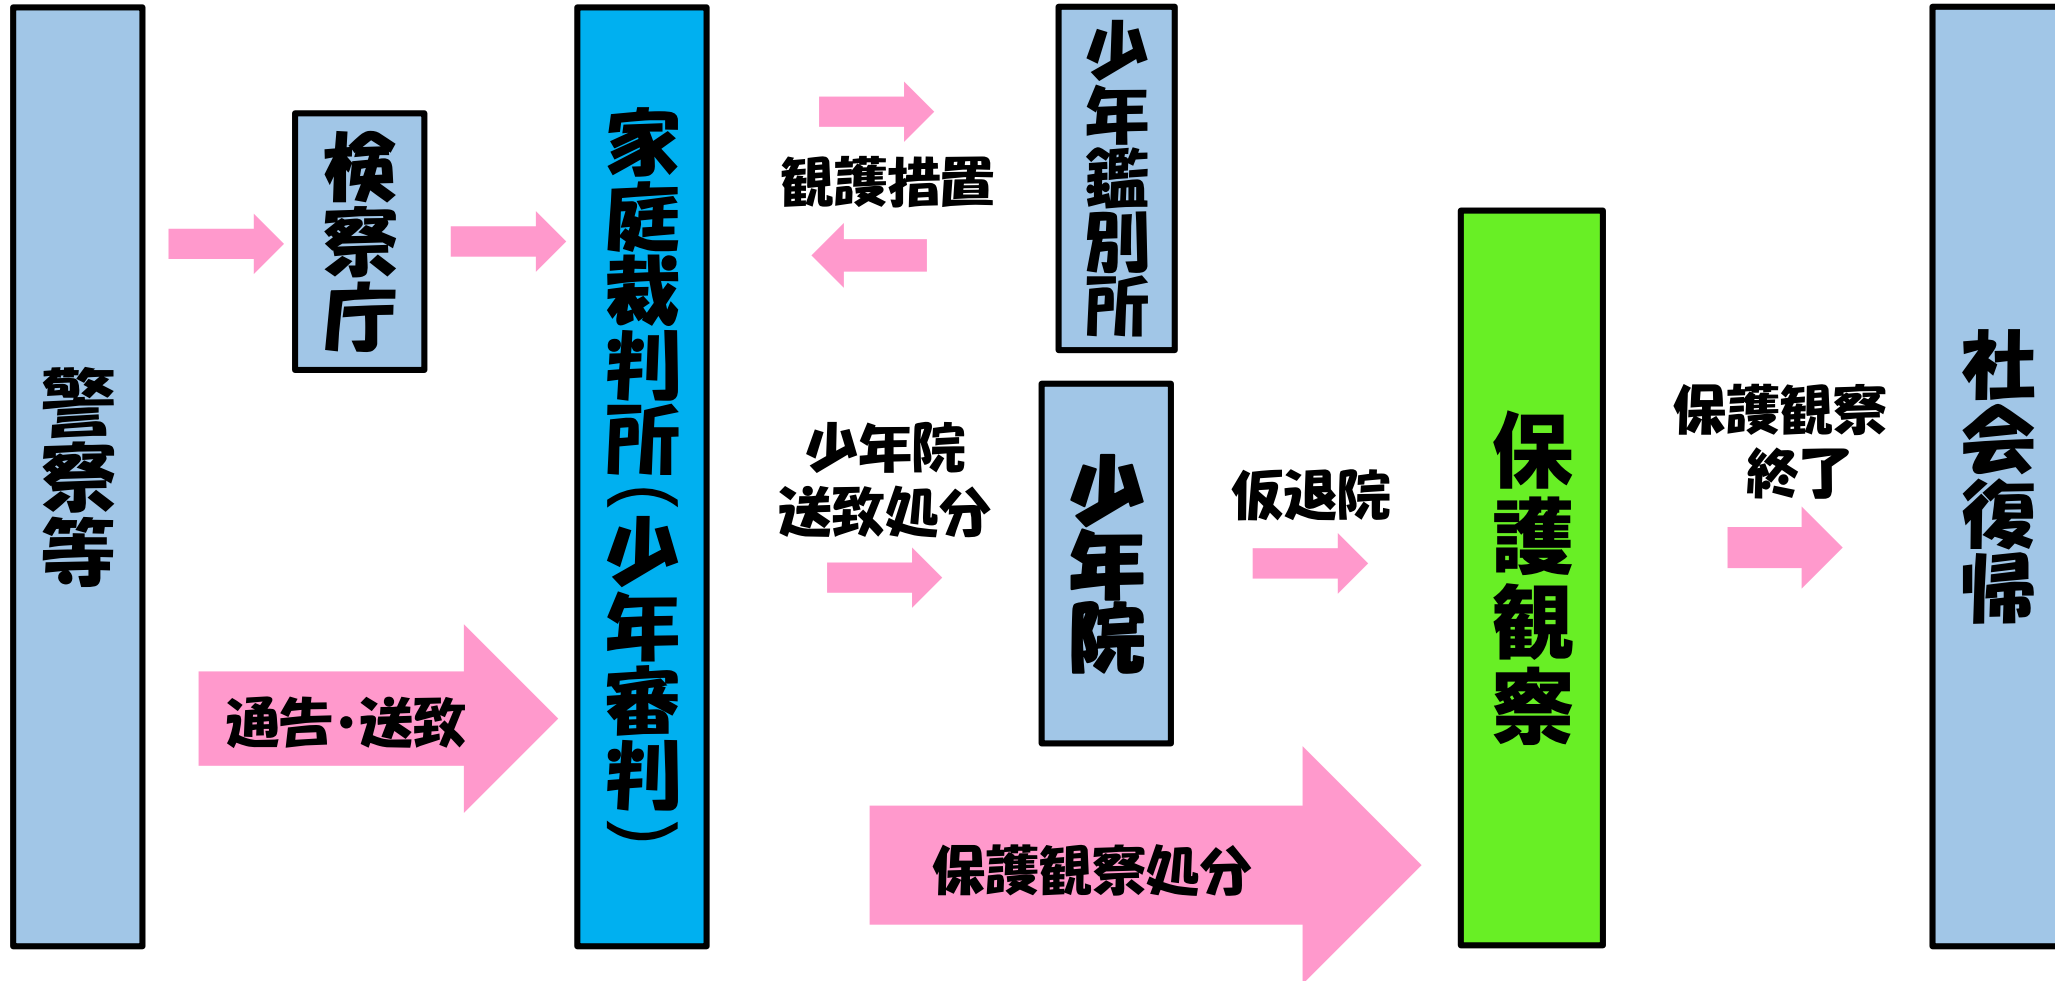 警察等
検察庁
通告・送致
家庭裁判所(少年審判)
観護措置
少年鑑別所
少年院
送致処分
少年院
仮退院
保護観察処分
保護観察
保護観察
終了
社会復帰